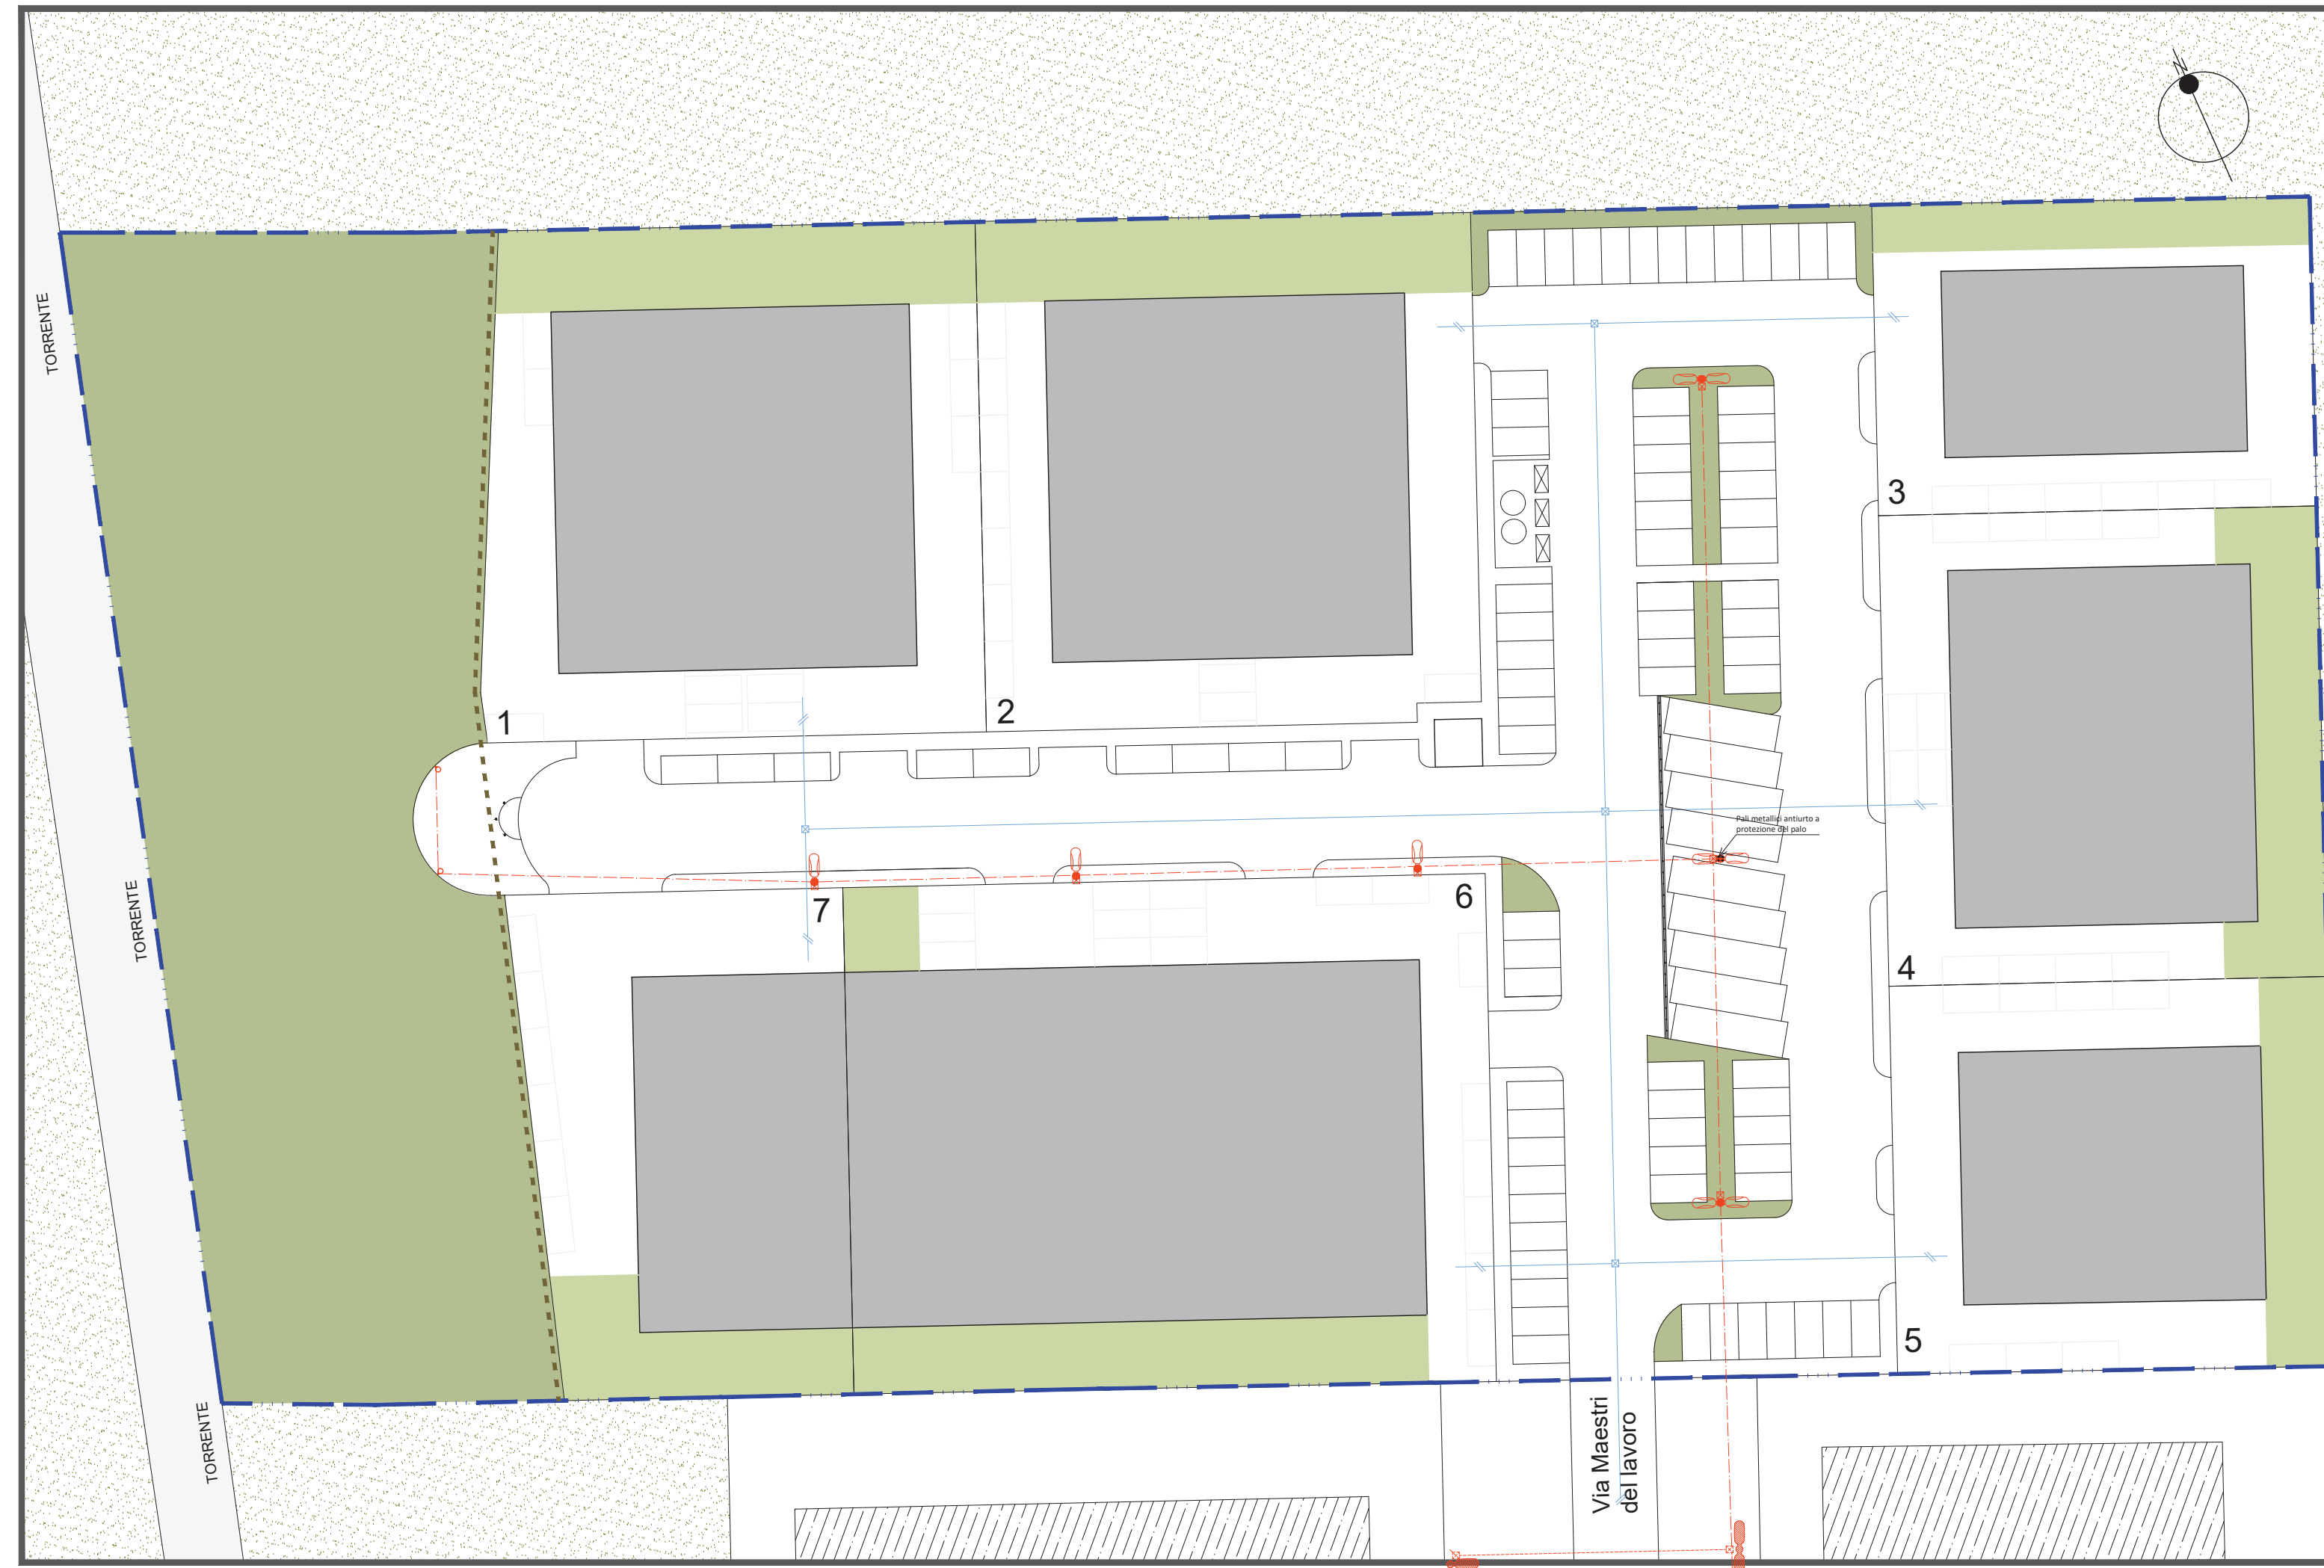 N
TORRENTE
3
1
2
Pali metallici antiurto a
protezione del palo
7
6
TORRENTE
4
5
Via Maestri
del lavoro
TORRENTE